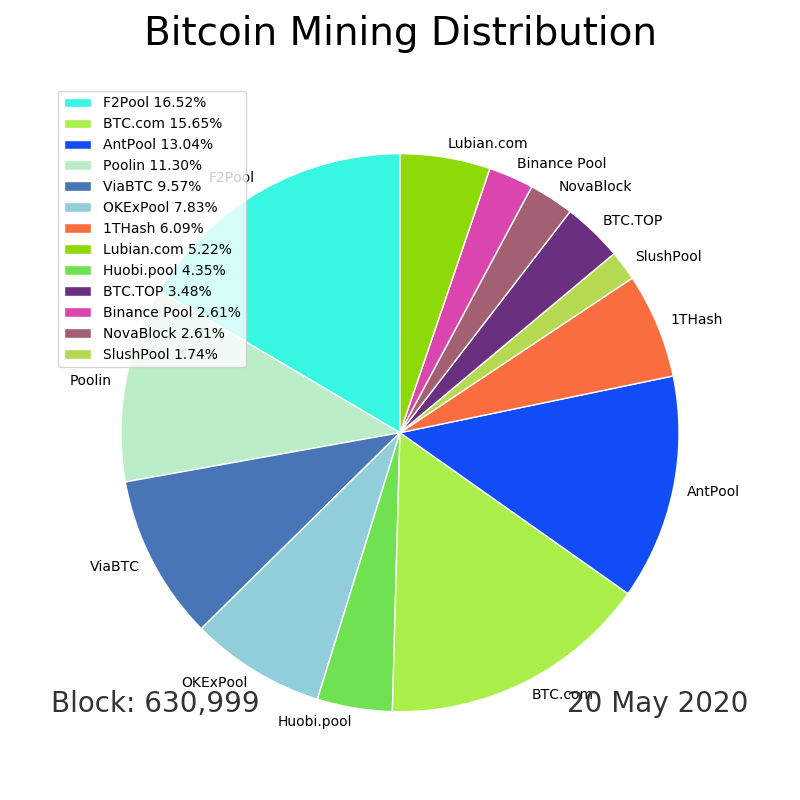 Bitcoin Mining Distribution
F2Pool 16.52%
BTC.com 15.65%
AntPool 13.04%
Poolin 11.30%
ViaBTC 9.57%
OKExPool 7.83%
1THash 6.09%
Lubian.com 5.22%
Huobi.pool 4.35%
BTC.TOP 3.48%
Binance Pool 2.61%
NovaBlock 2.61%
SlushPool 1.74%
Lubian.com
Binance Pool
F2Pool
NovaBlock
BTC.TOP
SlushPool
1THash
Poolin
AntPool
ViaBTC
OKExPool
BTC.com
Block: 630,999
20 May 2020
Huobi.pool